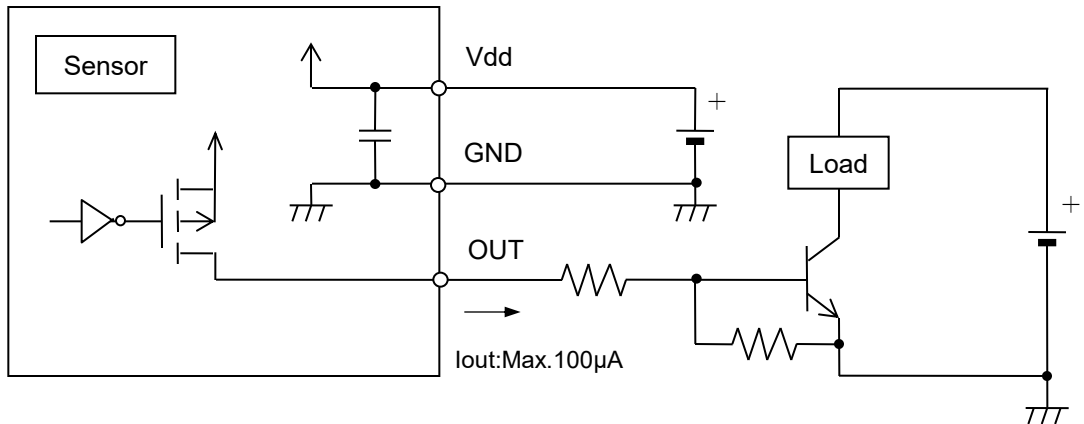 Sensor
Vdd
+
GND
Load
+
OUT
Iout:Max.100µA